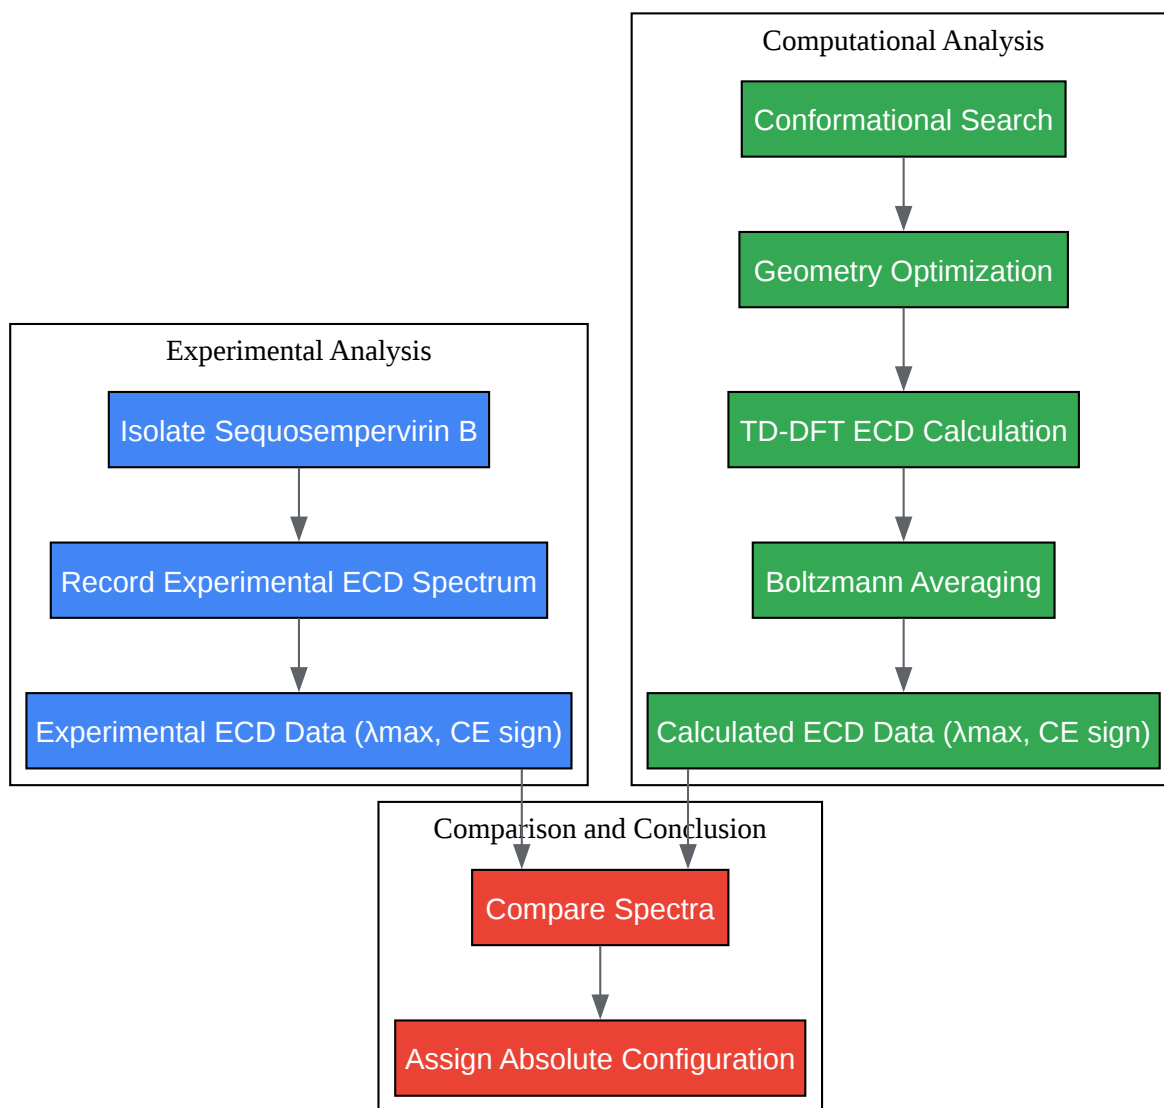 Computational Analysis
Conformational Search
Geometry Optimization
TD-DFT ECD Calculation
Boltzmann Averaging
Calculated ECD Data (λmax, CE sign)
Experimental Analysis
Isolate Sequosempervirin B
Record Experimental ECD Spectrum
Experimental ECD Data (λmax, CE sign)
Comparison and Conclusion
Compare Spectra
Assign Absolute Configuration